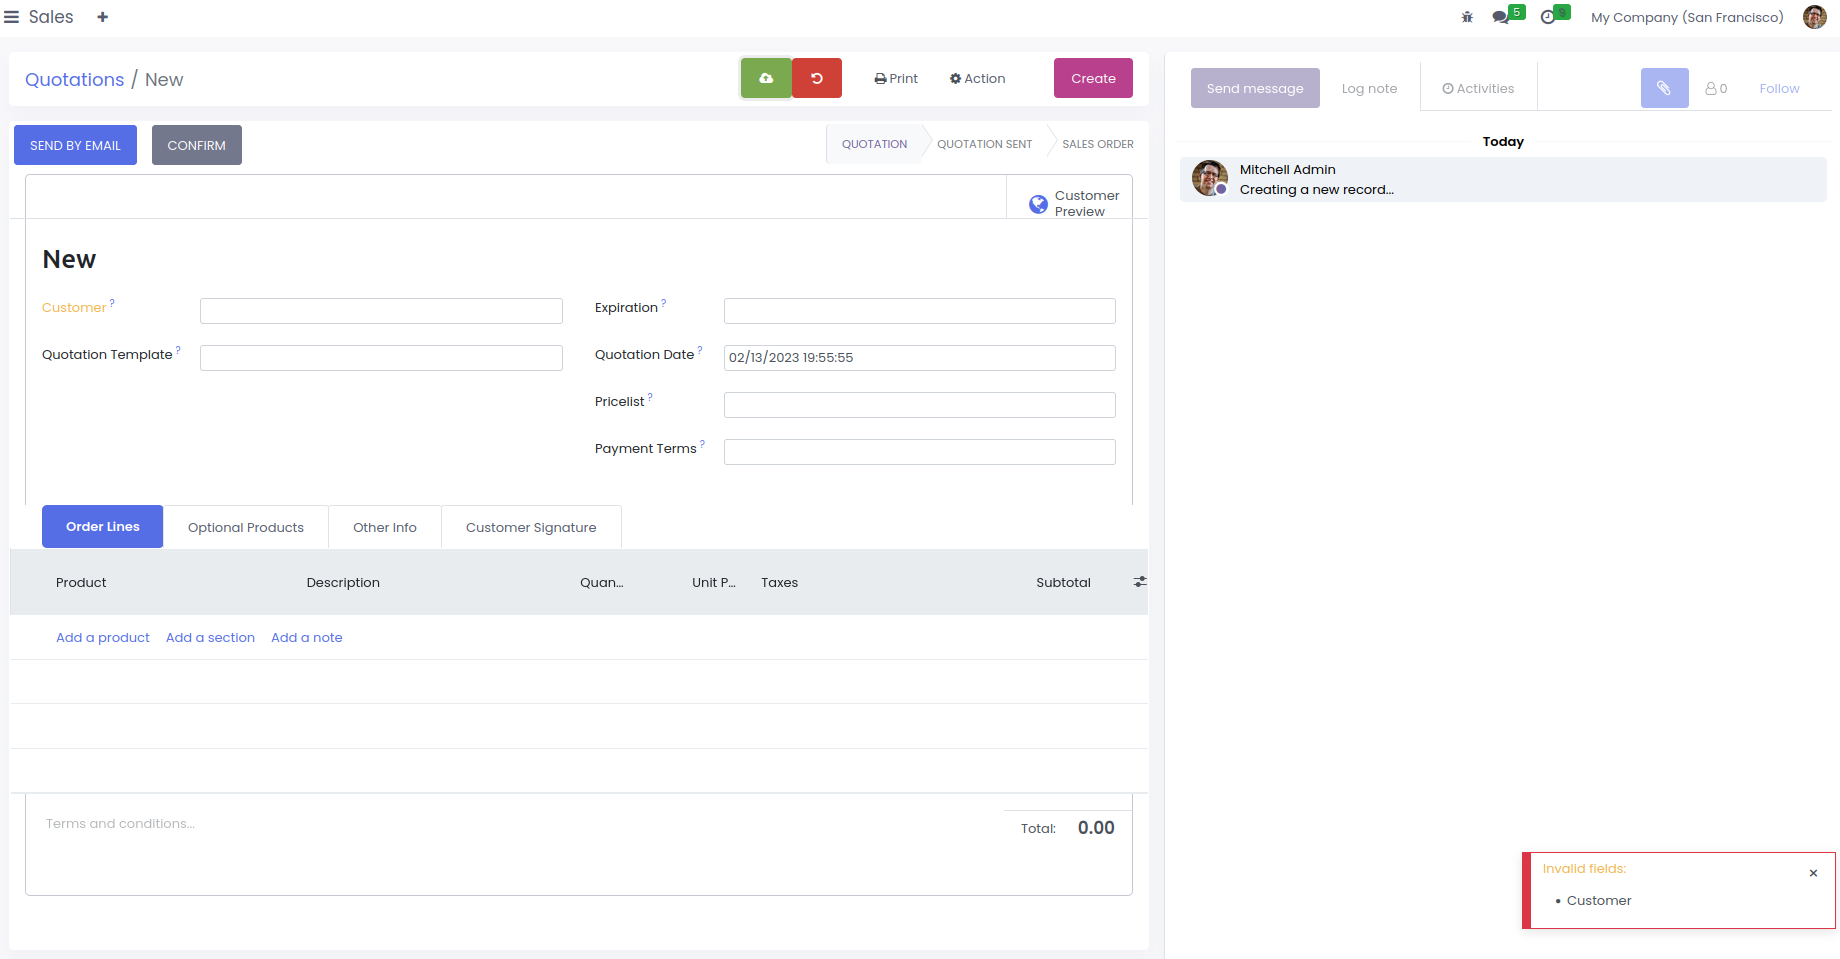 Sales
5
9
My Company (San Francisco)
Quotations / New
Print
Action
Create
SEND BY EMAIL
CONFIRM
QUOTATION
QUOTATION SENT
SALES ORDER
Customer
Preview
New
Customer ?
Expiration ?
Quotation Template ?
Quotation Date ?
02/13/2023 19:55:55
Pricelist ?
Payment Terms ?
Order Lines
Optional Products
Other Info
Customer Signature
Product
Description
Quan...
Unit P...
Taxes
Subtotal
Add a product
Add a section
Add a note
Terms and conditions...
Total:
0.00
Send message
Log note
Activities
0
Follow
Today
Mitchell Admin
Creating a new record...
Invalid fields:
Customer